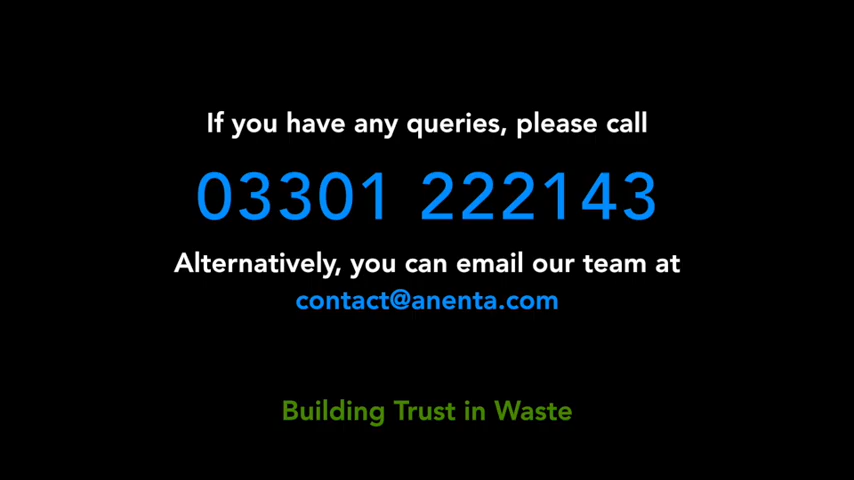 If you have any queries, please call
03301 222143
Alternatively, you can email our team at
contact@anenta.com
Building Trust in Waste